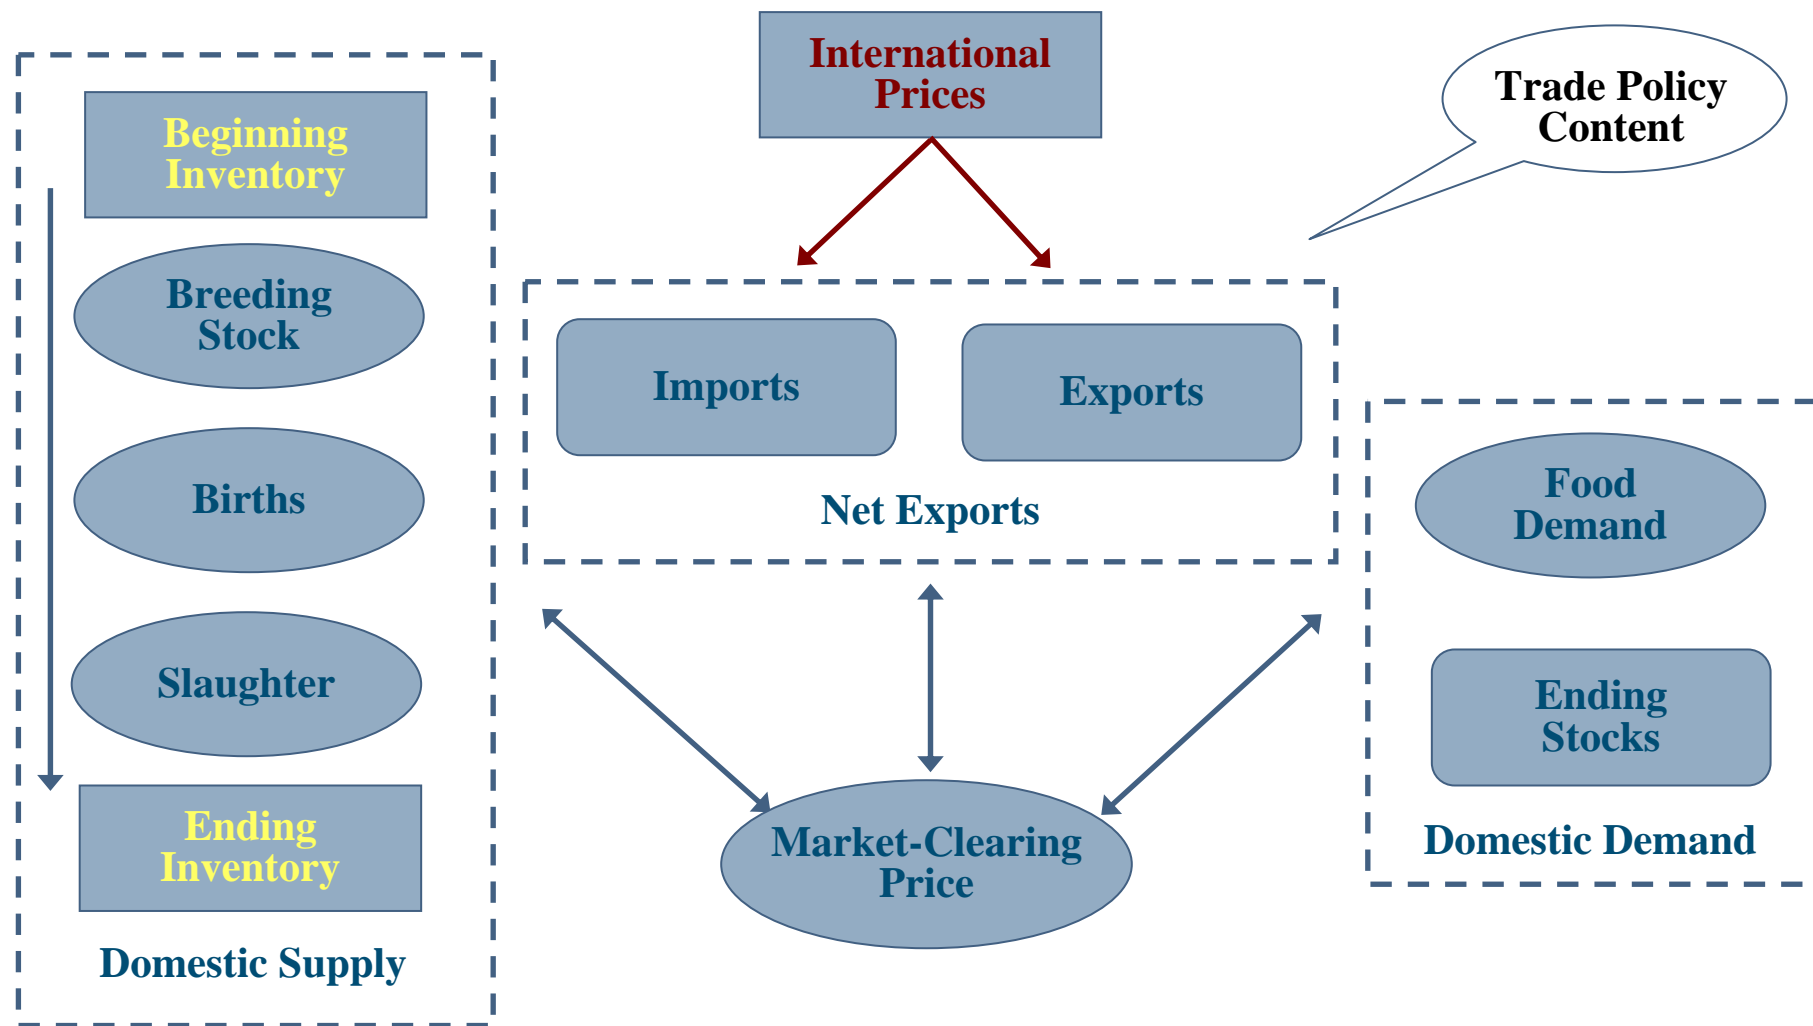 International
Prices
Trade Policy
Content
Beginning
Inventory
Breeding
Stock
Births
Slaughter
Ending
Inventory
Domestic Supply
Imports
Exports
Net Exports
Market-Clearing
Price
Food
Demand
Ending
Stocks
Domestic Demand